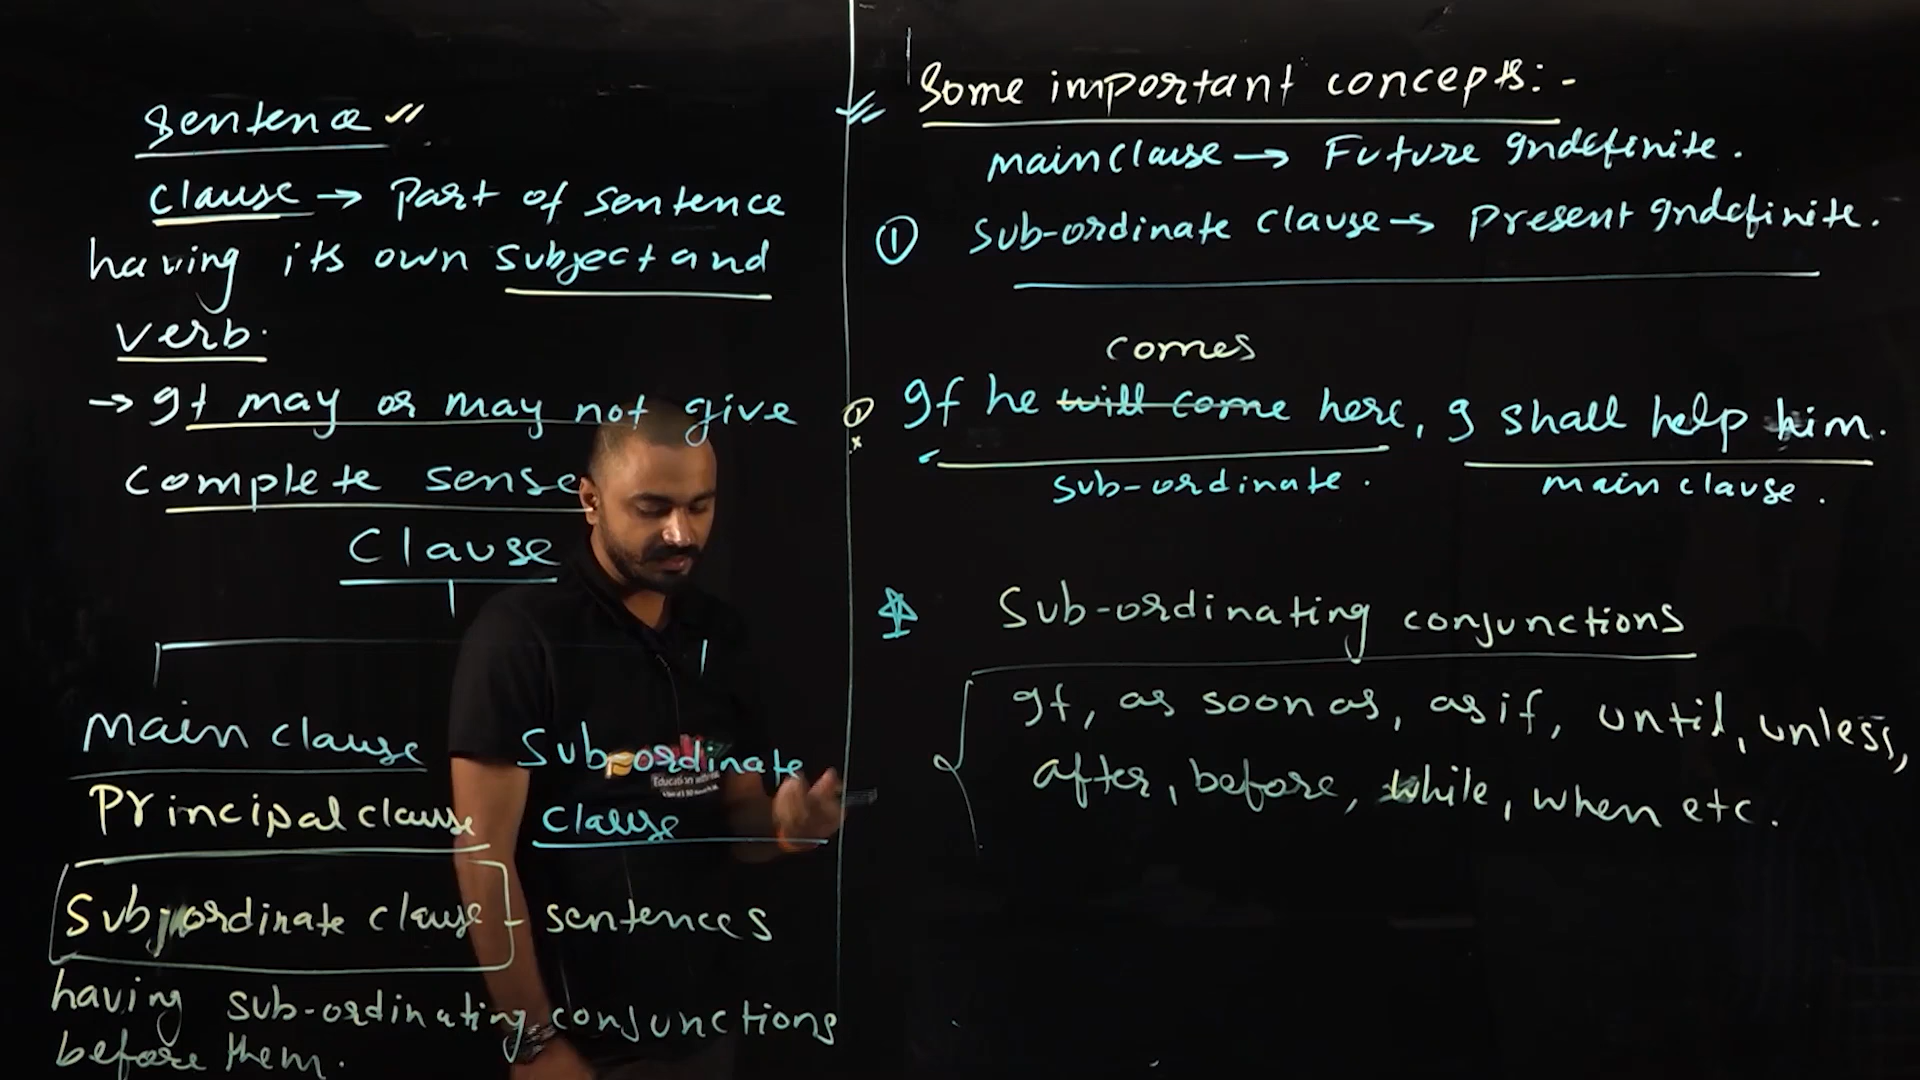 Sentence
Clause → Part of sentence
having its own subject and
verb.
→ It may or may not give
complete sense
Clause
Main clause
Principal clause
Sub-ordinate
clause
Sub-ordinate clause - sentences
having sub-ordinating conjunctions
before them.
Some important concepts:-
main clause → Future Indefinite.
① Sub-ordinate clause → Present Indefinite.
comes
① If he will come here, I shall help him.
sub-ordinate.
main clause.
Sub-ordinating conjunctions
If, as soon as, as if, until, unless,
after, before, while, when etc.